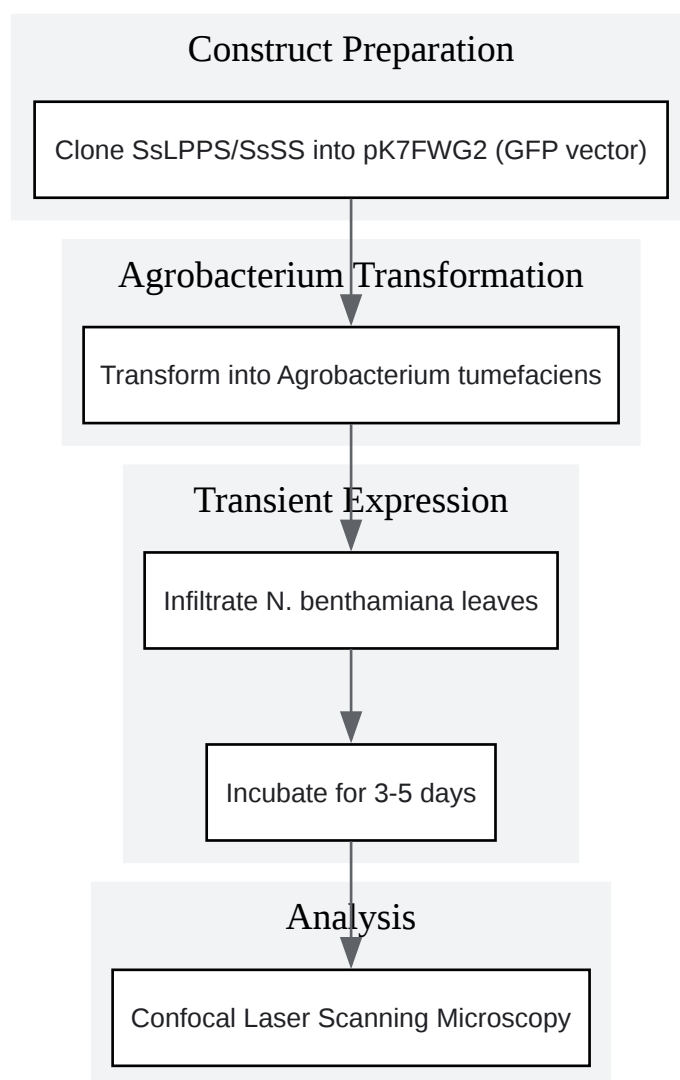 Construct Preparation
Clone SsLPPS/SsSS into pK7FWG2 (GFP vector)
Agrobacterium Transformation
Transform into Agrobacterium tumefaciens
Transient Expression
Infiltrate N. benthamiana leaves
Incubate for 3-5 days
Analysis
Confocal Laser Scanning Microscopy